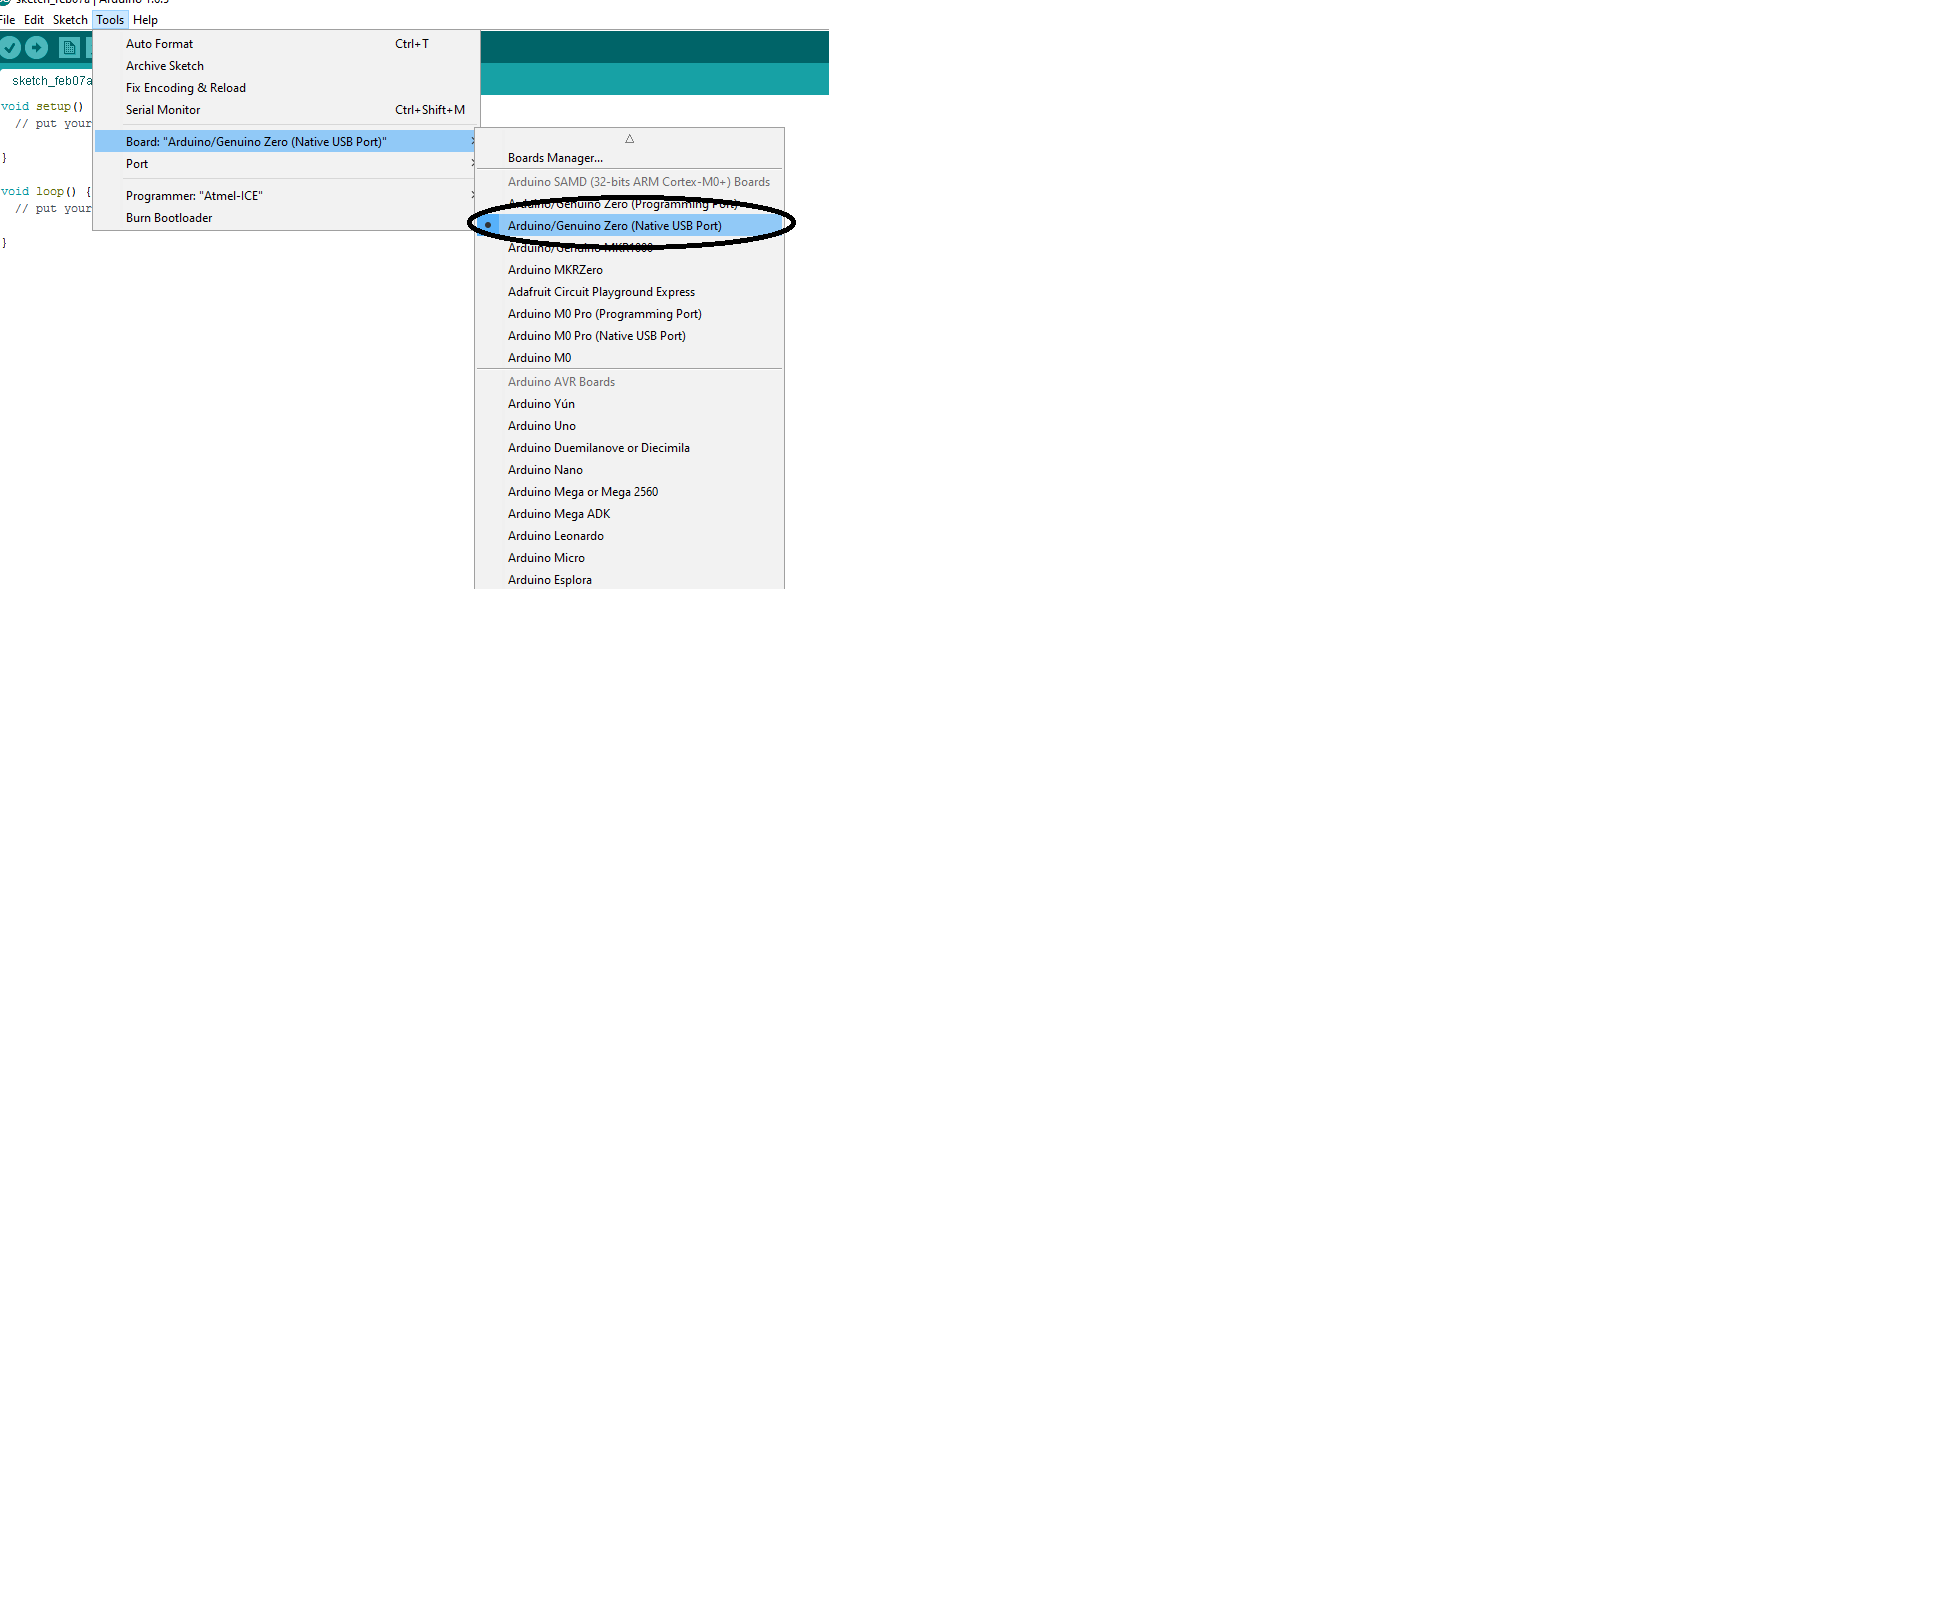 sketch_feb07a | Arduino 1.8.5
File Edit Sketch Tools Help
sketch_feb07a
void setup()
// put your
}
void loop() {
// put your
}
Auto Format Ctrl+T
Archive Sketch
Fix Encoding & Reload
Serial Monitor Ctrl+Shift+M
Board: "Arduino/Genuino Zero (Native USB Port)"
Port
Programmer: "Atmel-ICE"
Burn Bootloader
Boards Manager...
Arduino SAMD (32-bits ARM Cortex-M0+) Boards
Arduino/Genuino Zero (Programming Port)
Arduino/Genuino Zero (Native USB Port)
Arduino/Genuino MKR1000
Arduino MKRZero
Adafruit Circuit Playground Express
Arduino M0 Pro (Programming Port)
Arduino M0 Pro (Native USB Port)
Arduino M0
Arduino AVR Boards
Arduino Yún
Arduino Uno
Arduino Duemilanove or Diecimila
Arduino Nano
Arduino Mega or Mega 2560
Arduino Mega ADK
Arduino Leonardo
Arduino Micro
Arduino Esplora